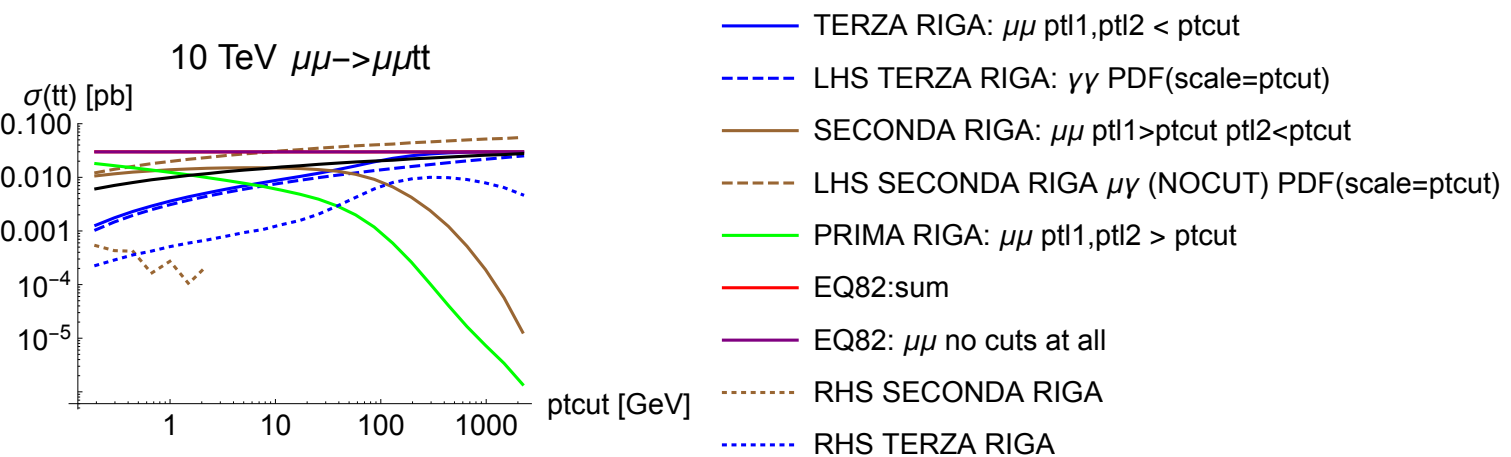 10 TeV μμ−>μμtt
σ(tt) [pb]
0.100
0.010
0.001
10⁻⁴
10⁻⁵
1 10 100 1000
ptcut [GeV]
TERZA RIGA: μμ ptl1,ptl2 < ptcut
LHS TERZA RIGA: γγ PDF(scale=ptcut)
SECONDA RIGA: μμ ptl1>ptcut ptl2<ptcut
LHS SECONDA RIGA μγ (NOCUT) PDF(scale=ptcut)
PRIMA RIGA: μμ ptl1,ptl2 > ptcut
EQ82:sum
EQ82: μμ no cuts at all
RHS SECONDA RIGA
RHS TERZA RIGA